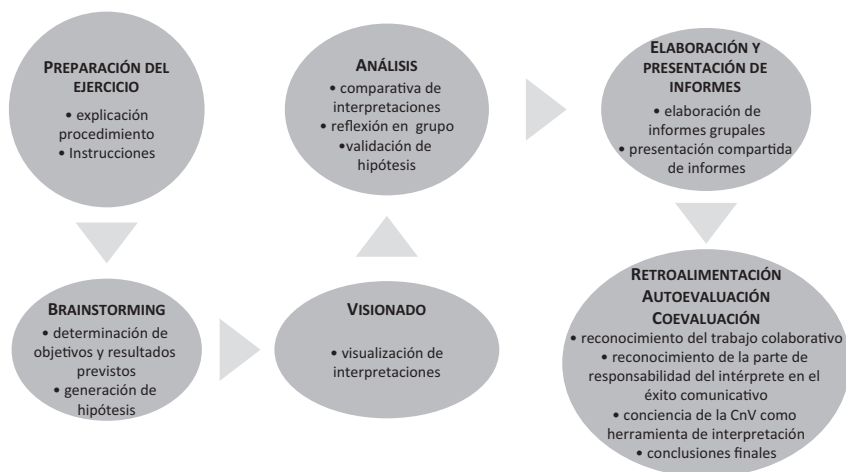 PREPARACIÓN DEL
EJERCICIO
• explicación
procedimiento
• Instrucciones
BRAINSTORMING
• determinación de
objetivos y resultados
previstos
• generación de
hipótesis
VISIONADO
• visualización de
interpretaciones
ANÁLISIS
• comparativa de
interpretaciones
• reflexión en grupo
•validación de
hipótesis
ELABORACIÓN Y
PRESENTACIÓN DE
INFORMES
• elaboración de
informes grupales
• presentación compartida
de informes
RETROALIMENTACIÓN
AUTOEVALUACIÓN
COEVALUACIÓN
• reconocimiento del trabajo colaborativo
• reconocimiento de la parte de
responsabilidad del intérprete en el
éxito comunicativo
• conciencia de la CnV como
herramienta de interpretación
• conclusiones finales